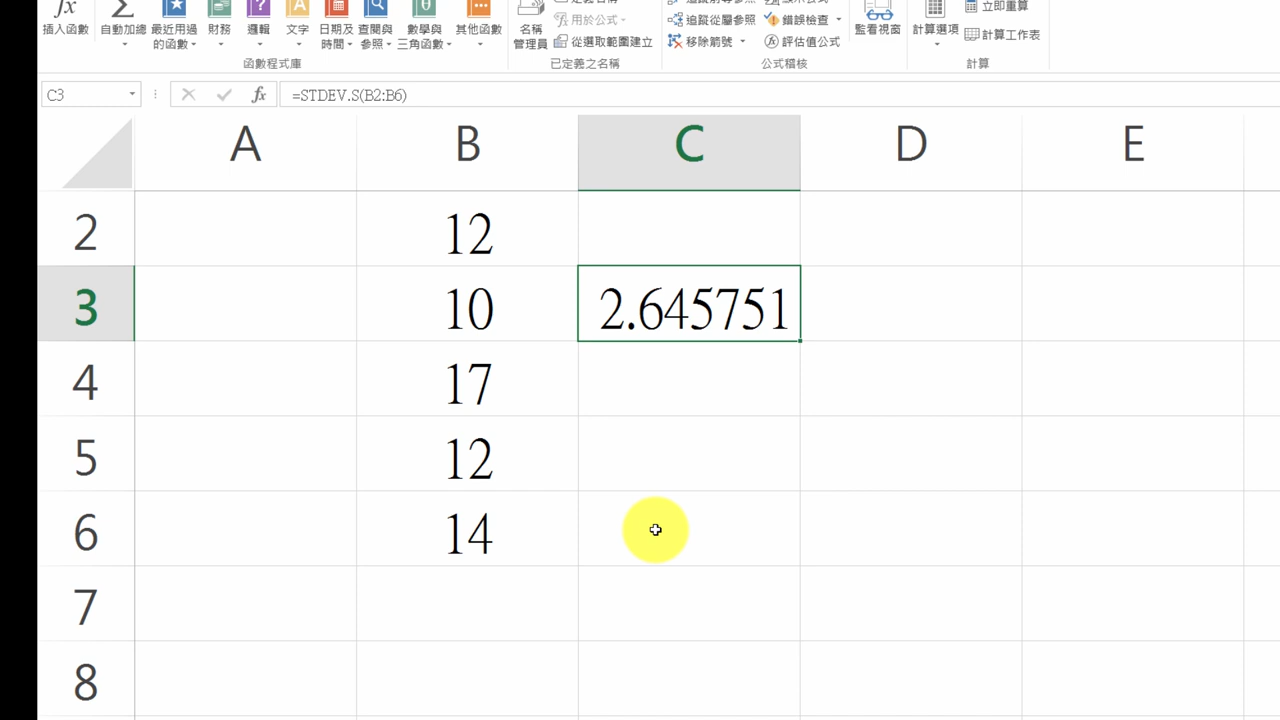 插入函數 自動加總 最近用過的函數 財務 邏輯 文字 日期及時間 查閱與參照 數學與三角函數 其他函數
函數程式庫
名稱管理員
用於公式
從選取範圍建立
已定義之名稱
追蹤從屬參照 錯誤檢查
移除箭號 評估值公式
公式稽核
監看視窗
計算選項
立即重算
計算工作表
計算
C3 fx =STDEV.S(B2:B6)
A B C D E
2 12
3 10 2.645751
4 17
5 12
6 14
7
8